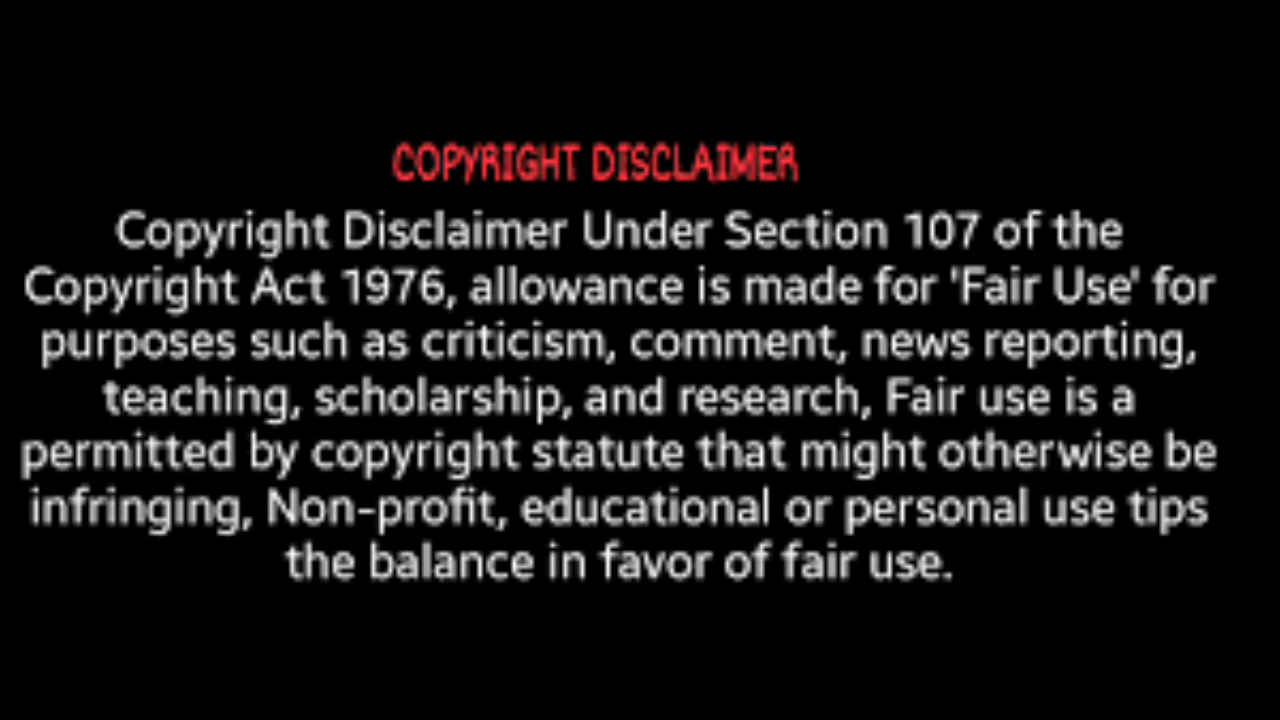 COPYRIGHT DISCLAIMER
Copyright Disclaimer Under Section 107 of the
Copyright Act 1976, allowance is made for 'Fair Use' for
purposes such as criticism, comment, news reporting,
teaching, scholarship, and research, Fair use is a
permitted by copyright statute that might otherwise be
infringing, Non-profit, educational or personal use tips
the balance in favor of fair use.